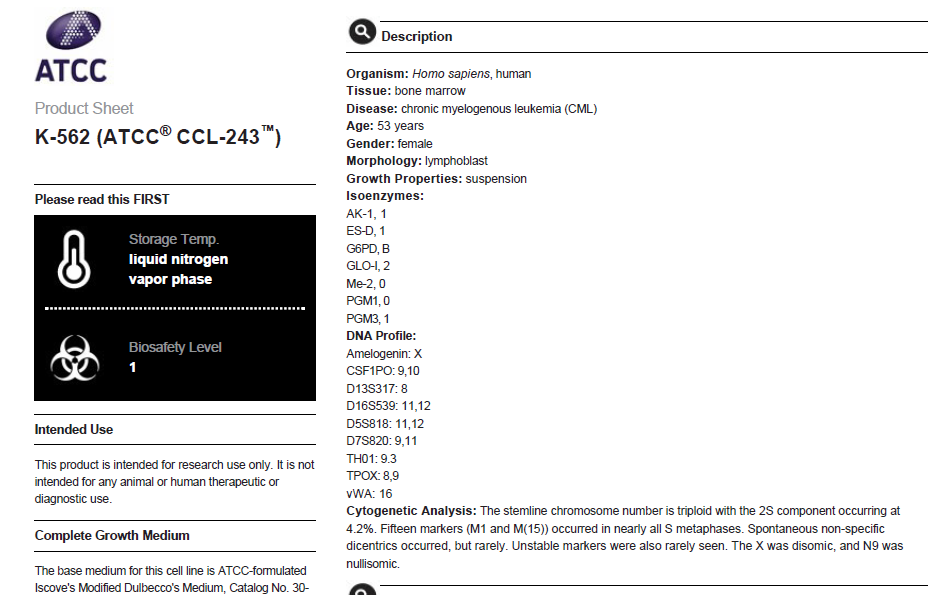 ATCC
Product Sheet
K-562 (ATCC® CCL-243™)
Please read this FIRST
Storage Temp.
liquid nitrogen
vapor phase
Biosafety Level
1
Intended Use
This product is intended for research use only. It is not
intended for any animal or human therapeutic or
diagnostic use.
Complete Growth Medium
The base medium for this cell line is ATCC-formulated
Iscove's Modified Dulbecco's Medium, Catalog No. 30-
Description
Organism: Homo sapiens, human
Tissue: bone marrow
Disease: chronic myelogenous leukemia (CML)
Age: 53 years
Gender: female
Morphology: lymphoblast
Growth Properties: suspension
Isoenzymes:
AK-1, 1
ES-D, 1
G6PD, B
GLO-I, 2
Me-2, 0
PGM1, 0
PGM3, 1
DNA Profile:
Amelogenin: X
CSF1PO: 9,10
D13S317: 8
D16S539: 11,12
D5S818: 11,12
D7S820: 9,11
TH01: 9.3
TPOX: 8,9
vWA: 16
Cytogenetic Analysis: The stemline chromosome number is triploid with the 2S component occurring at
4.2%. Fifteen markers (M1 and M(15)) occurred in nearly all S metaphases. Spontaneous non-specific
dicentrics occurred, but rarely. Unstable markers were also rarely seen. The X was disomic, and N9 was
nullisomic.